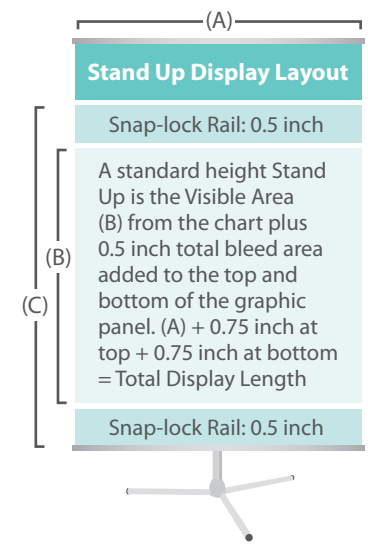 (A)
Stand Up Display Layout
Snap-lock Rail: 0.5 inch
A standard height Stand
Up is the Visible Area
(B) from the chart plus
0.5 inch total bleed area
added to the top and
bottom of the graphic
panel. (A) + 0.75 inch at
top + 0.75 inch at bottom
= Total Display Length
(B)
(C)
Snap-lock Rail: 0.5 inch